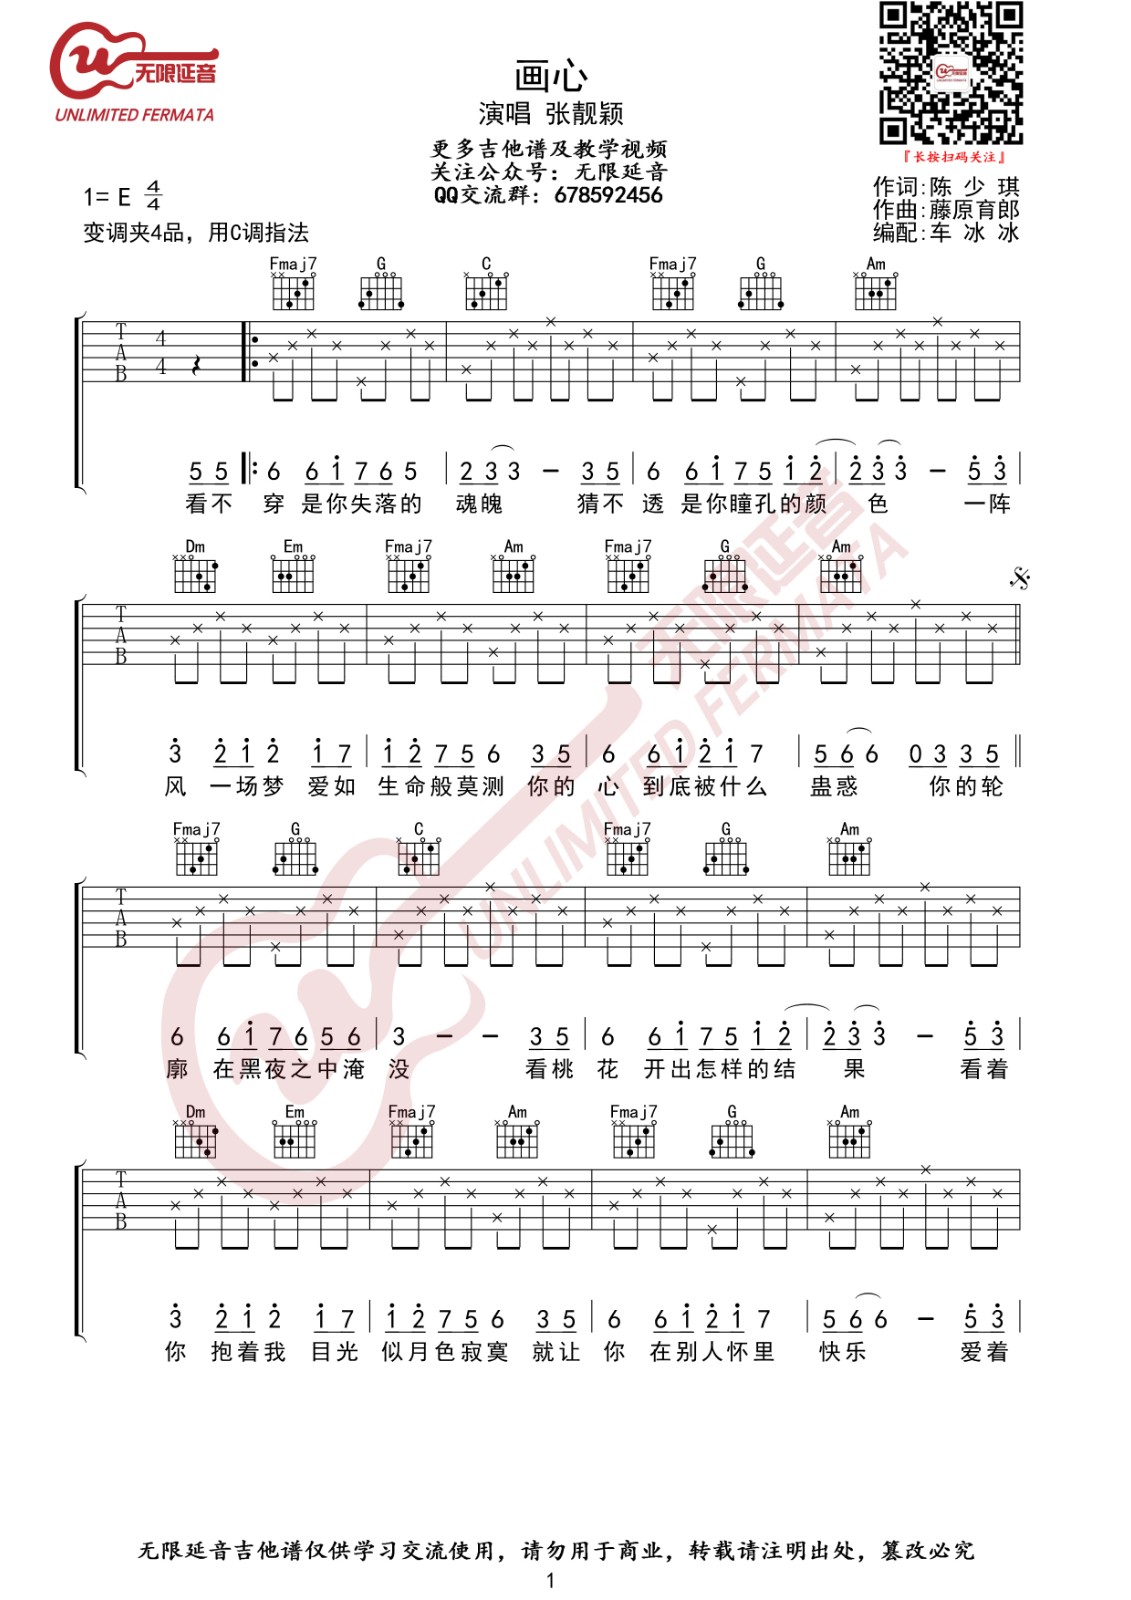 无限延音
UNLIMITED FERMATA
画心
演唱 张靓颖
更多吉他谱及教学视频
关注公众号：无限延音
QQ交流群：678592456
『长按扫码关注』
1= E 4/4
变调夹4品，用C调指法
作词:陈 少 琪
作曲:藤原育郎
编配:车 冰 冰
Fmaj7 G C Fmaj7 G Am
TAB 4/4
5 5 6 6 1 7 6 5 2 3 3 - 3 5 6 6 1 7 5 1 2 2 3 3 - 5 3
看不 穿 是你失落的 魂魄 猜不 透 是你瞳孔的颜 色 一阵
Dm Em Fmaj7 Am Fmaj7 G Am
TAB
3 2 1 2 1 7 1 2 7 5 6 3 5 6 6 1 2 1 7 5 6 6 0 3 3 5
风 一场梦 爱如 生命般莫测 你的 心 到底被什么 蛊惑 你的轮
Fmaj7 G C Fmaj7 G Am
TAB
6 6 1 7 6 5 6 3 - - 3 5 6 6 1 7 5 1 2 2 3 3 - 5 3
廓 在黑夜之中淹 没 看桃 花 开出怎样的结 果 看着
Dm Em Fmaj7 Am Fmaj7 G Am
TAB
3 2 1 2 1 7 1 2 7 5 6 3 5 6 6 1 2 1 7 5 6 6 - 5 3
你 抱着我 目光 似月色寂寞 就让 你 在别人怀里 快乐 爱着
无限延音
UNLIMITED FERMATA
无限延音吉他谱仅供学习交流使用，请勿用于商业，转载请注明出处，篡改必究
1